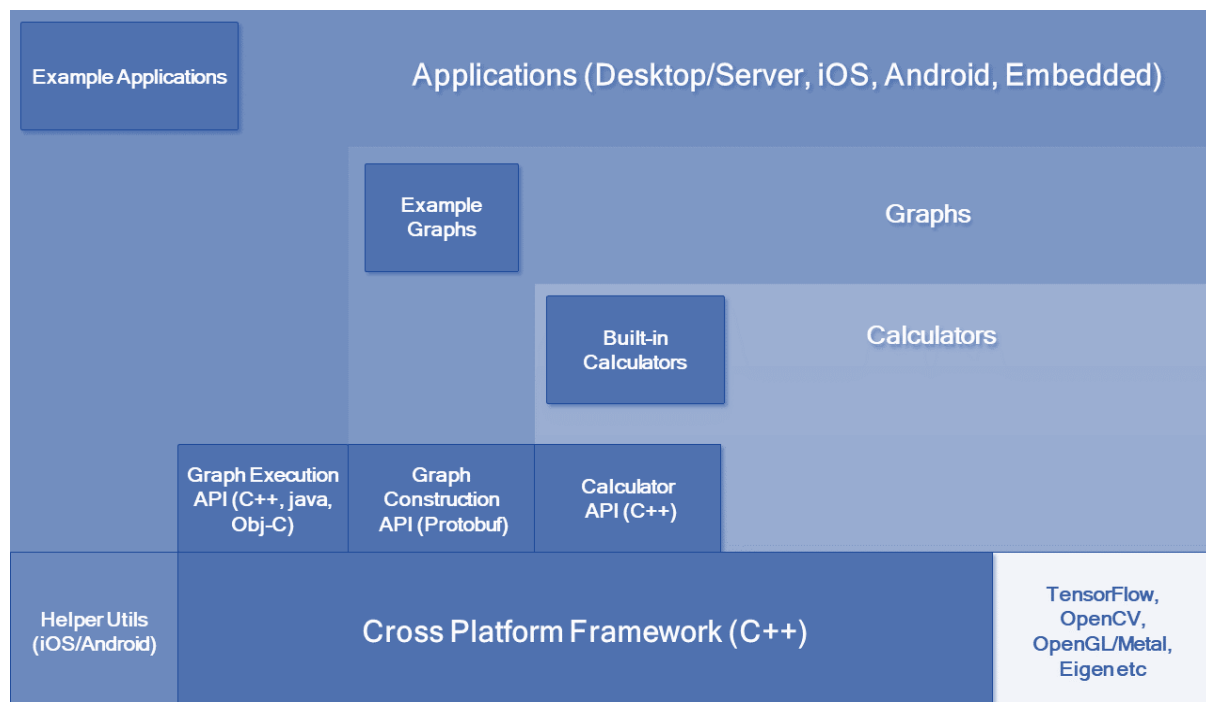 Example Applications
Applications (Desktop/Server, iOS, Android, Embedded)
Example
Graphs
Graphs
Built-in
Calculators
Calculators
Graph Execution
API (C++, java,
Obj-C)
Graph
Construction
API (Protobuf)
Calculator
API (C++)
Helper Utils
(iOS/Android)
Cross Platform Framework (C++)
TensorFlow,
OpenCV,
OpenGL/Metal,
Eigen etc